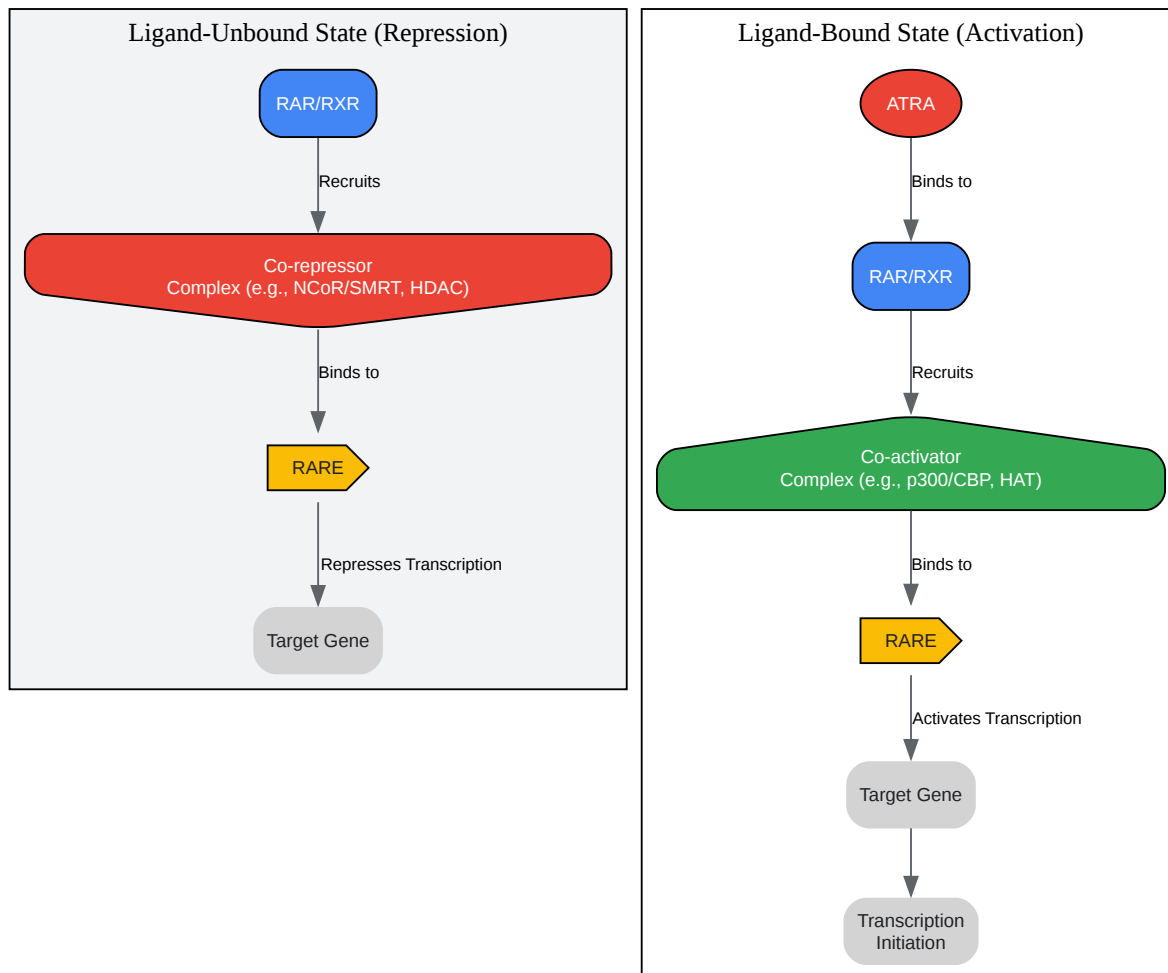 Ligand-Unbound State (Repression)
RAR/RXR
Recruits
Co-repressor
Complex (e.g., NCoR/SMRT, HDAC)
Binds to
RARE
Represses Transcription
Target Gene
Ligand-Bound State (Activation)
ATRA
Binds to
RAR/RXR
Recruits
Co-activator
Complex (e.g., p300/CBP, HAT)
Binds to
RARE
Activates Transcription
Target Gene
Transcription
Initiation